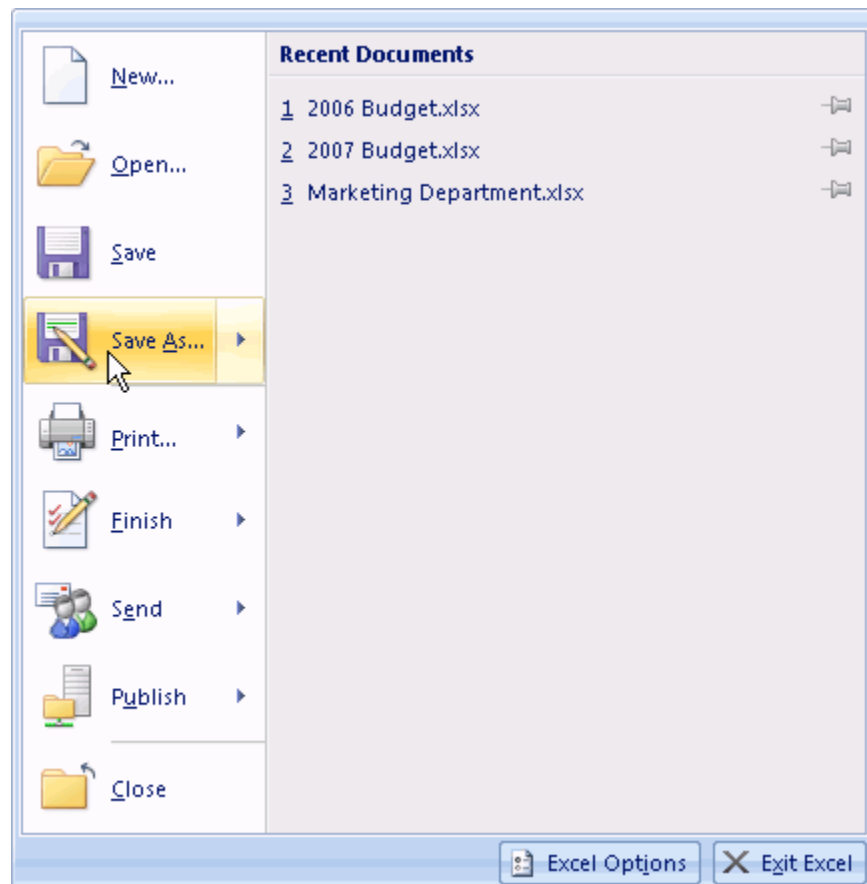 New...
Open...
Save
Save As...
Print...
Finish
Send
Publish
Close
Recent Documents
1 2006 Budget.xlsx
2 2007 Budget.xlsx
3 Marketing Department.xlsx
Excel Options
Exit Excel